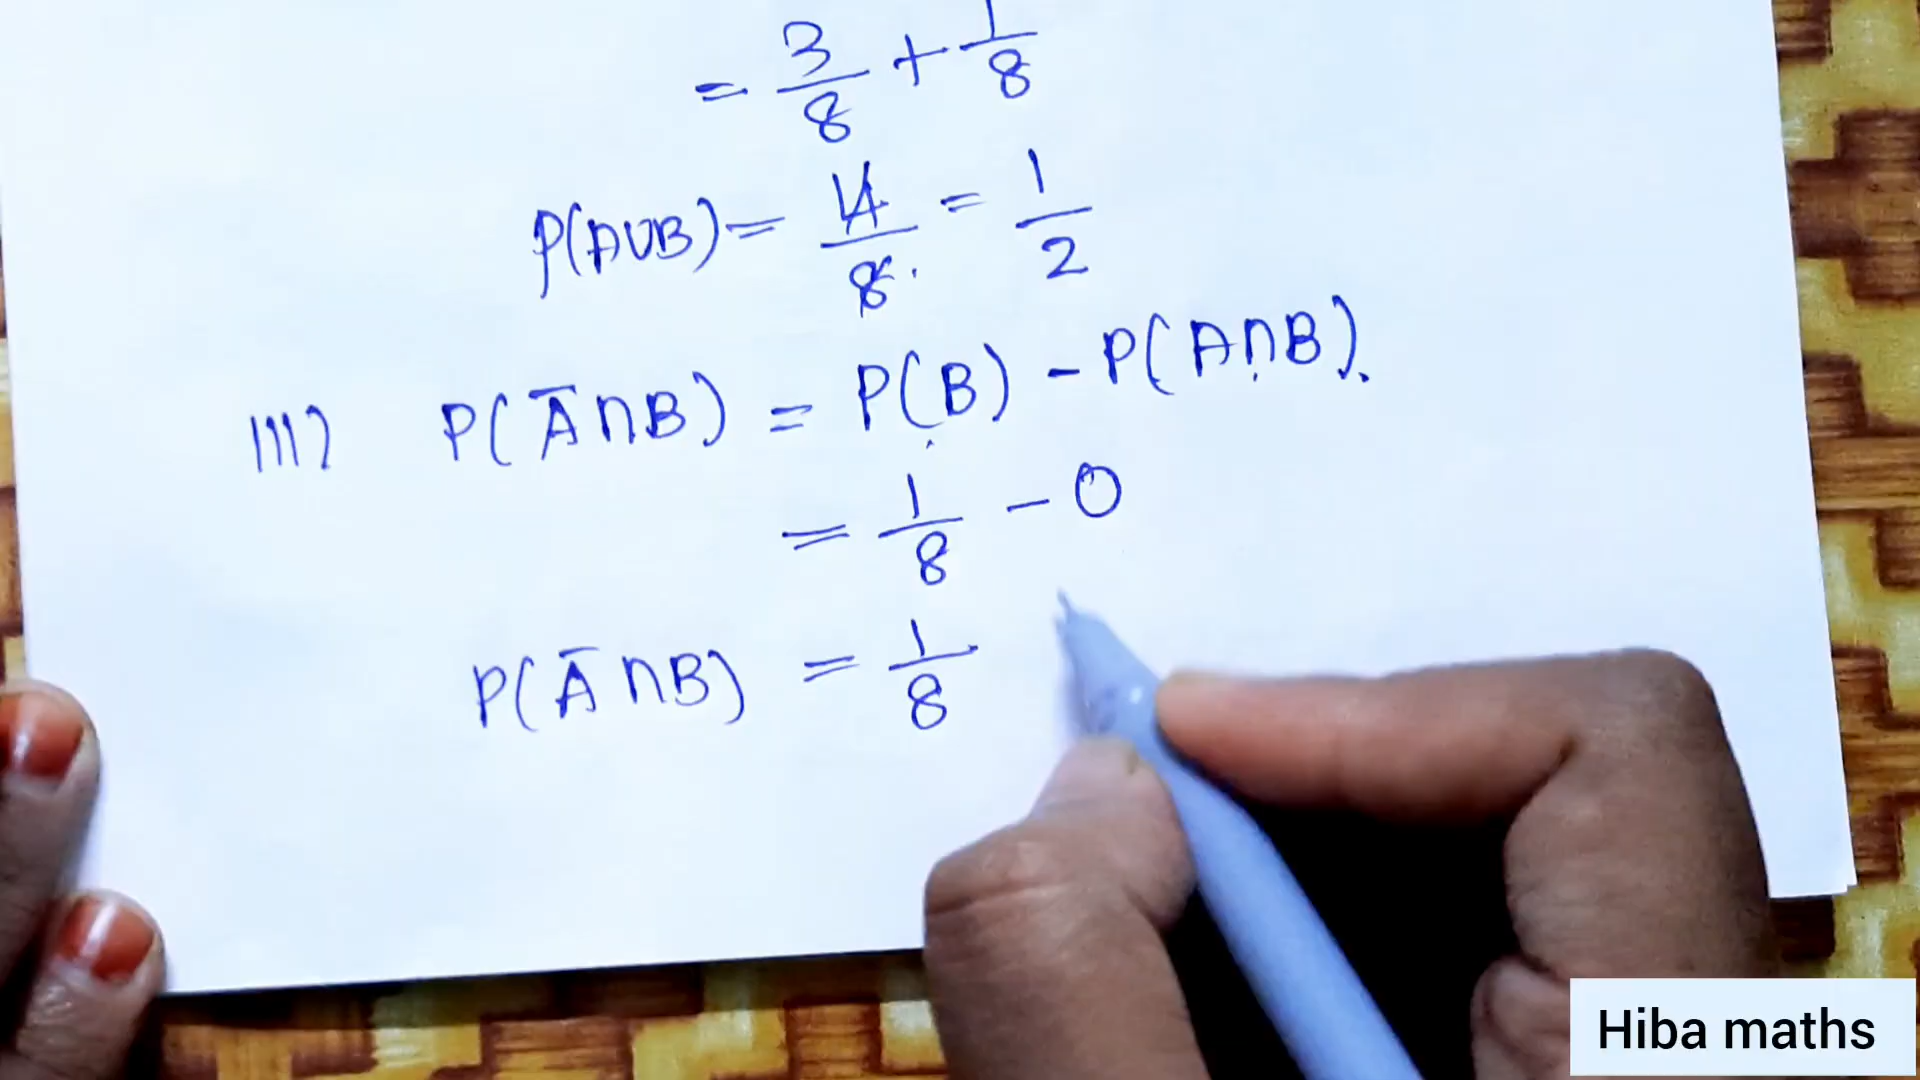 = 3/8 + 1/8
P(A∪B) = 4/8 = 1/2
III) P(A̅∩B) = P(B) - P(A∩B).
= 1/8 - 0
P(A̅∩B) = 1/8
Hiba maths